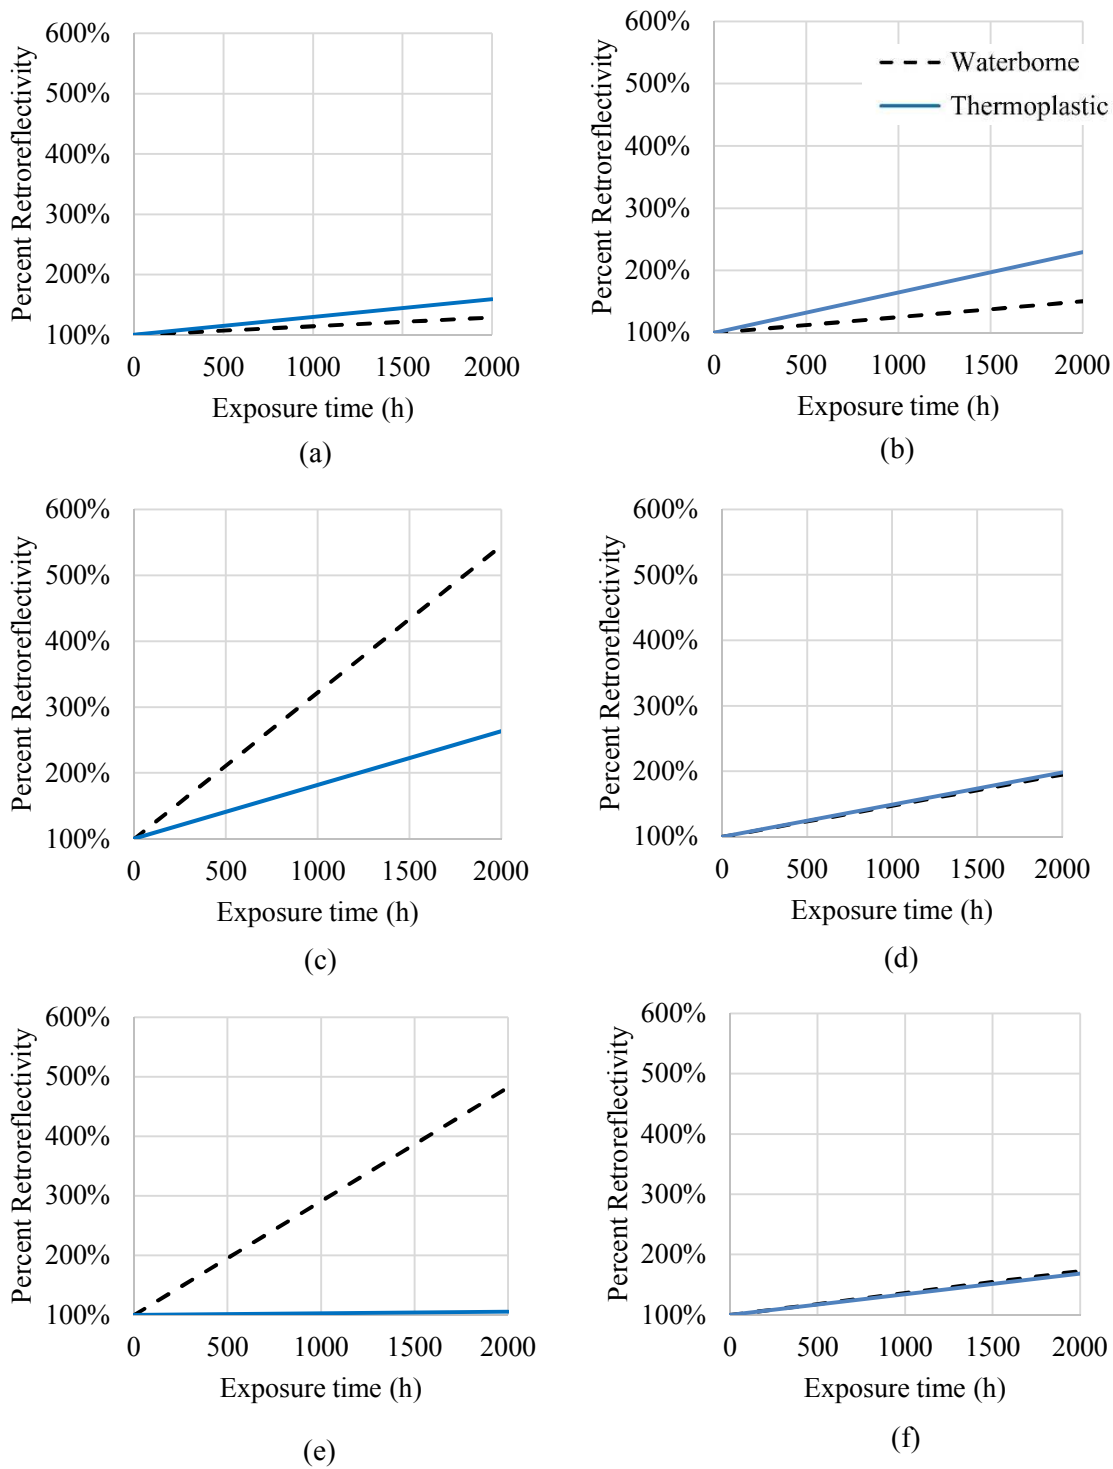 600%
500%
400%
300%
200%
100%
Percent Retroreflectivity
0 500 1000 1500 2000
Exposure time (h)
(a)
600%
500%
400%
300%
200%
100%
Percent Retroreflectivity
Waterborne
Thermoplastic
0 500 1000 1500 2000
Exposure time (h)
(b)
600%
500%
400%
300%
200%
100%
Percent Retroreflectivity
0 500 1000 1500 2000
Exposure time (h)
(c)
600%
500%
400%
300%
200%
100%
Percent Retroreflectivity
0 500 1000 1500 2000
Exposure time (h)
(d)
600%
500%
400%
300%
200%
100%
Percent Retroreflectivity
0 500 1000 1500 2000
Exposure time (h)
(e)
600%
500%
400%
300%
200%
100%
Percent Retroreflectivity
0 500 1000 1500 2000
Exposure time (h)
(f)